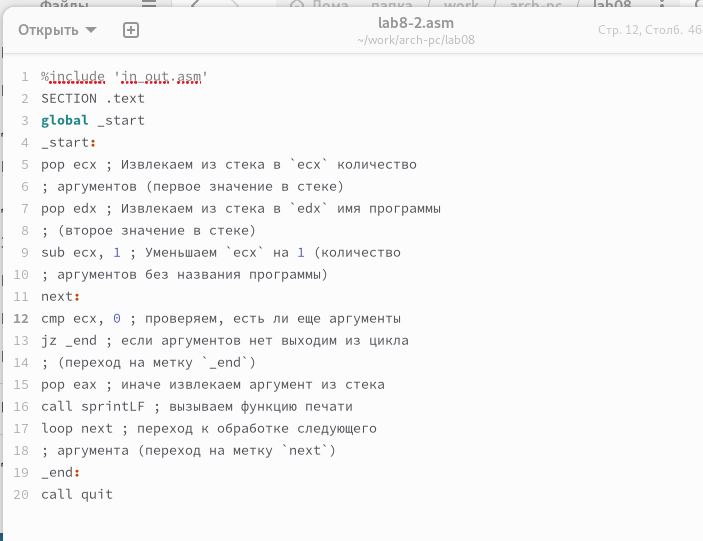 Файлы
Дома / папка / work / arch-pc / lab08
Открыть
lab8-2.asm
~/work/arch-pc/lab08
Стр. 12, Столб. 46
1 %include 'in_out.asm'
2 SECTION .text
3 global _start
4 _start:
5 pop ecx ; Извлекаем из стека в `ecx` количество
6 ; аргументов (первое значение в стеке)
7 pop edx ; Извлекаем из стека в `edx` имя программы
8 ; (второе значение в стеке)
9 sub ecx, 1 ; Уменьшаем `ecx` на 1 (количество
10 ; аргументов без названия программы)
11 next:
12 cmp ecx, 0 ; проверяем, есть ли еще аргументы
13 jz _end ; если аргументов нет выходим из цикла
14 ; (переход на метку `_end`)
15 pop eax ; иначе извлекаем аргумент из стека
16 call sprintLF ; вызываем функцию печати
17 loop next ; переход к обработке следующего
18 ; аргумента (переход на метку `next`)
19 _end:
20 call quit